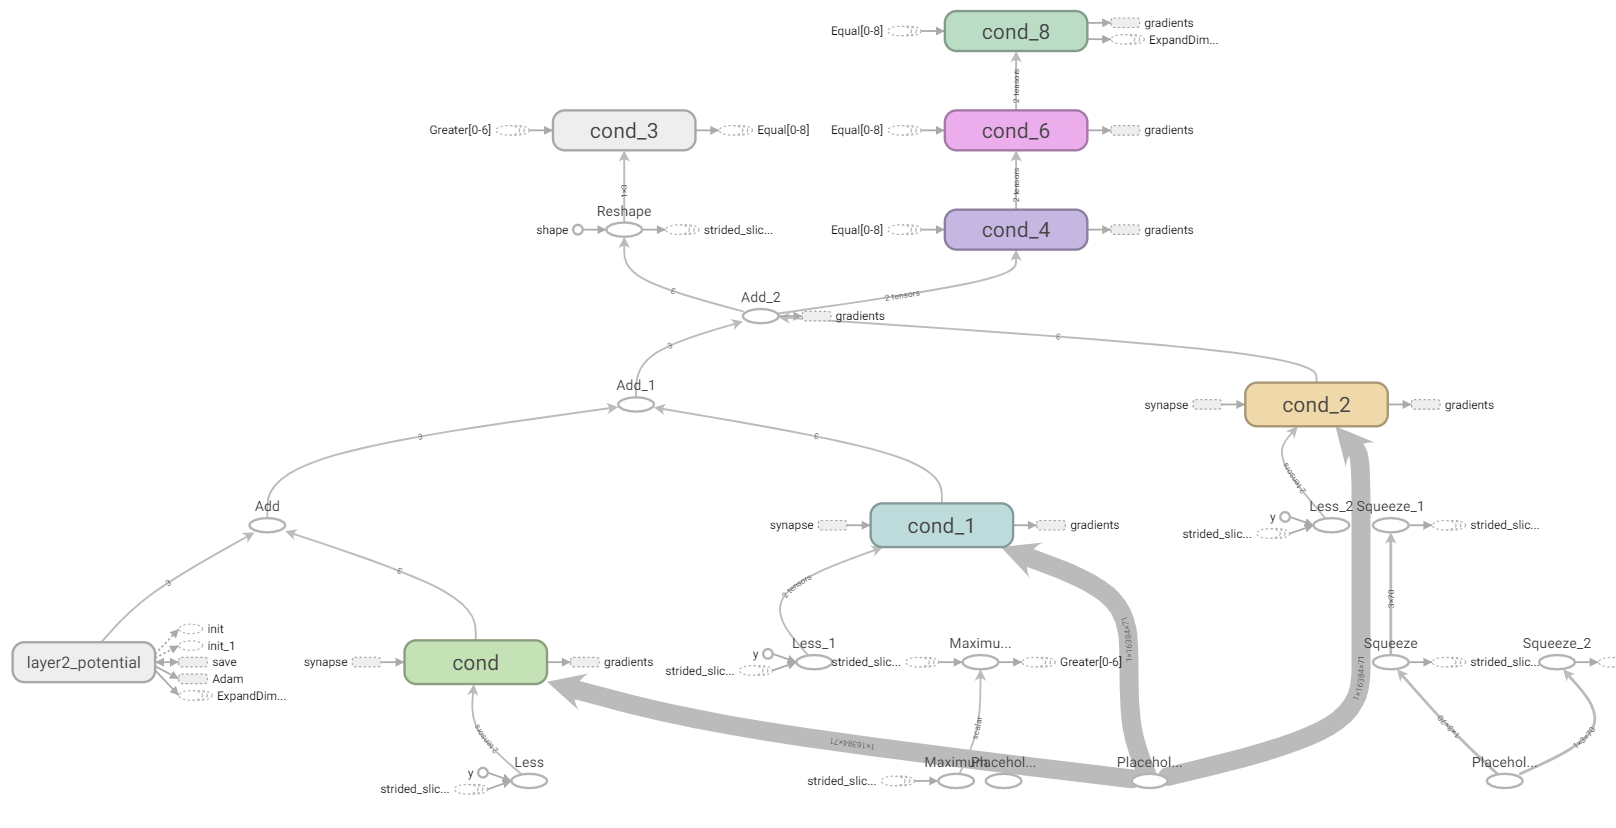 Equal[0-8] cond_8 gradients
ExpandDim...
2 tensors
Greater[0-6] cond_3 Equal[0-8]
Equal[0-8] cond_6 gradients
1×3
2 tensors
Reshape
shape strided_slic...
Equal[0-8] cond_4 gradients
3
2 tensors
Add_2
gradients
3
3
Add_1
synapse cond_2 gradients
3
3
2 tensors
Add
Less_2 Squeeze_1
y
strided_slic...
strided_slic...
synapse cond_1 gradients
3
3
2 tensors
3×70
1×16384×71
init
init_1
layer2_potential
save
Adam
ExpandDim...
synapse cond gradients
Less_1
y
strided_slic...
strided_slic...
Maximu...
Greater[0-6]
Squeeze
strided_slic...
Squeeze_2
1×16384×71
2 tensors
scalar
1×16384×71
1×3×70
1×3×70
Less
y
strided_slic...
Maximum
strided_slic...
Placehol...
Placehol...
Placehol...